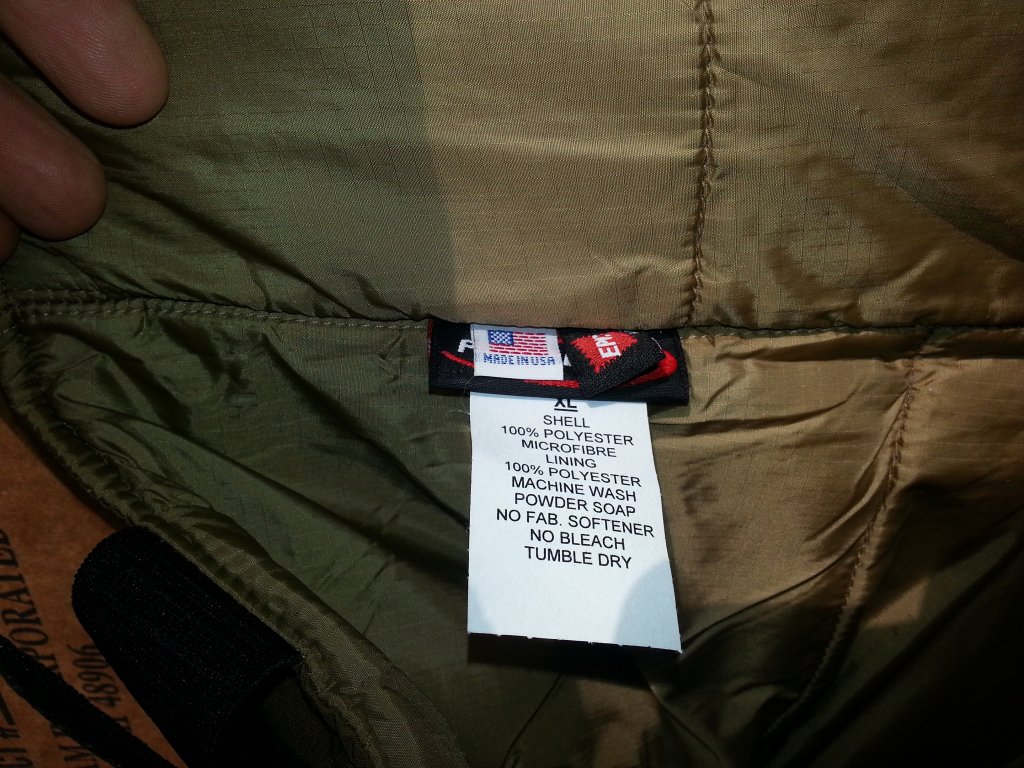 MADE IN USA
XL
SHELL
100% POLYESTER
MICROFIBRE
LINING
100% POLYESTER
MACHINE WASH
POWDER SOAP
NO FAB. SOFTENER
NO BLEACH
TUMBLE DRY
48906